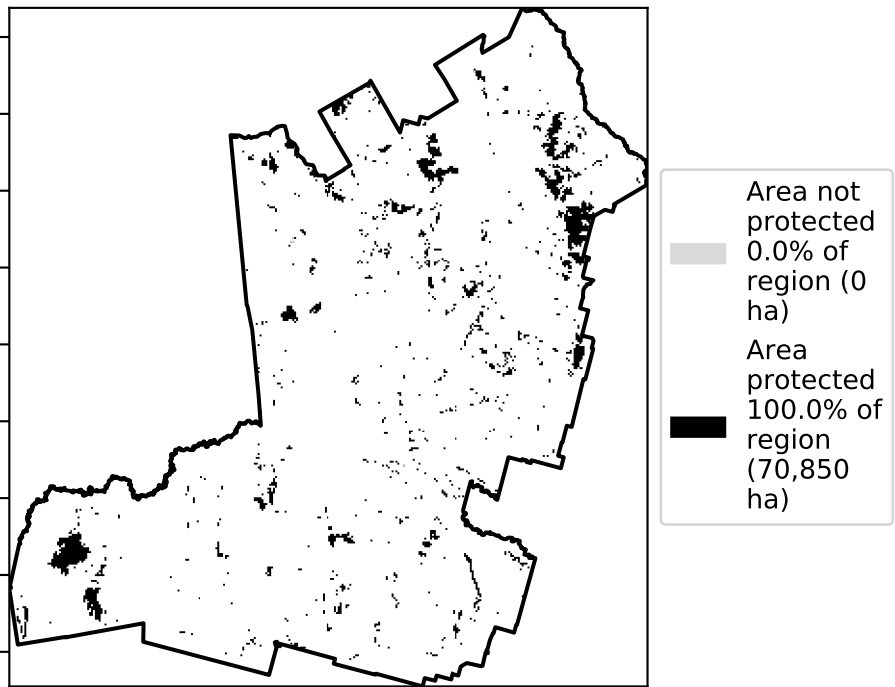 Area not
protected
0.0% of
region (0
ha)
Area
protected
100.0% of
region
(70,850
ha)